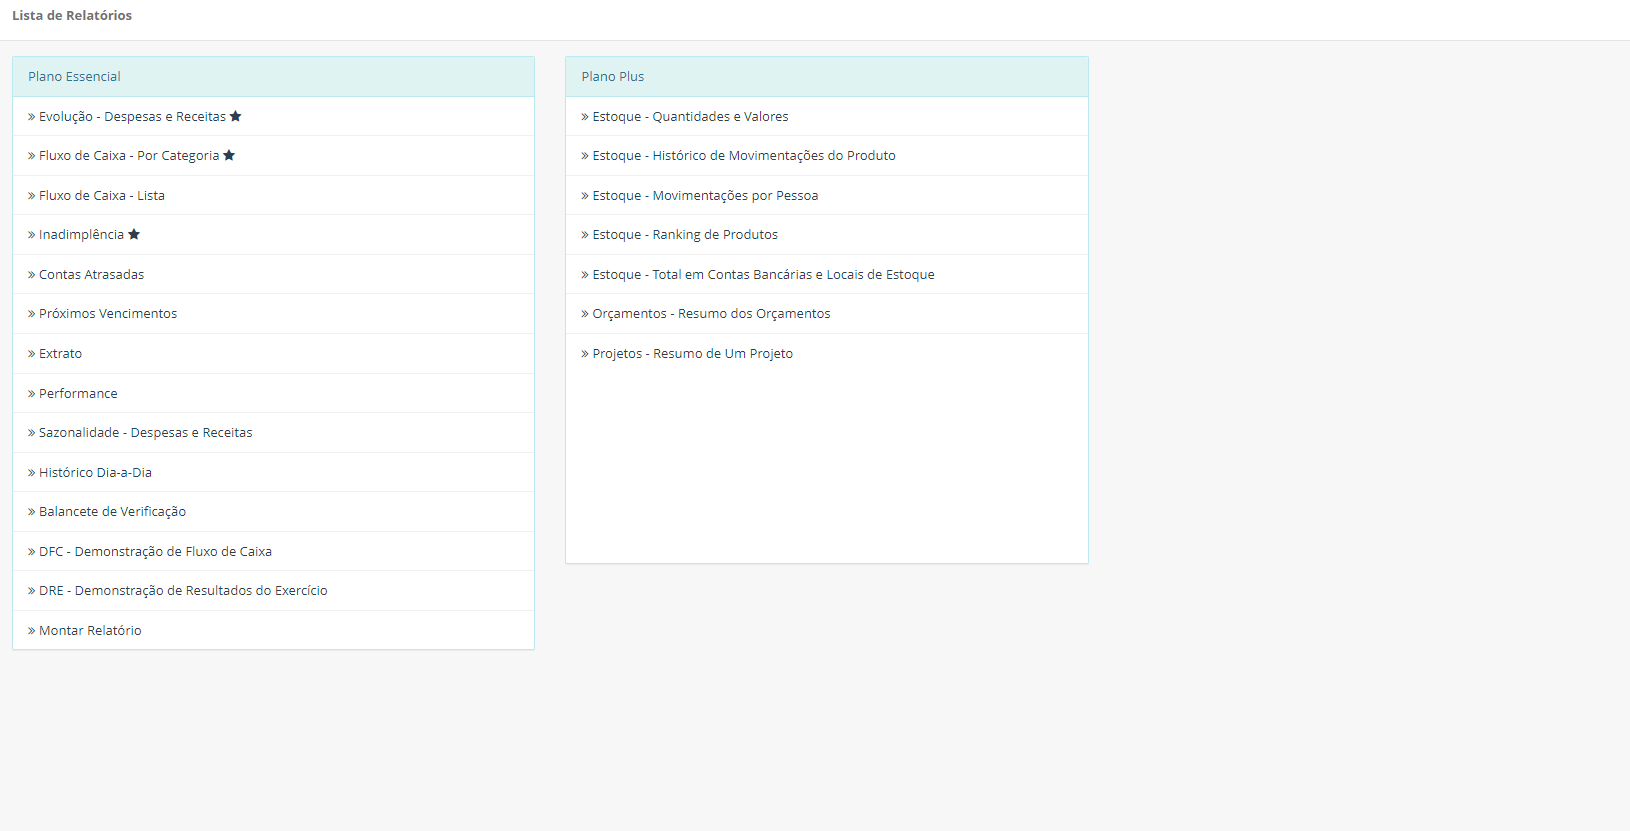 Lista de Relatórios
Plano Essencial
» Evolução - Despesas e Receitas ★
» Fluxo de Caixa - Por Categoria ★
» Fluxo de Caixa - Lista
» Inadimplência ★
» Contas Atrasadas
» Próximos Vencimentos
» Extrato
» Performance
» Sazonalidade - Despesas e Receitas
» Histórico Dia-a-Dia
» Balancete de Verificação
» DFC - Demonstração de Fluxo de Caixa
» DRE - Demonstração de Resultados do Exercício
» Montar Relatório
Plano Plus
» Estoque - Quantidades e Valores
» Estoque - Histórico de Movimentações do Produto
» Estoque - Movimentações por Pessoa
» Estoque - Ranking de Produtos
» Estoque - Total em Contas Bancárias e Locais de Estoque
» Orçamentos - Resumo dos Orçamentos
» Projetos - Resumo de Um Projeto